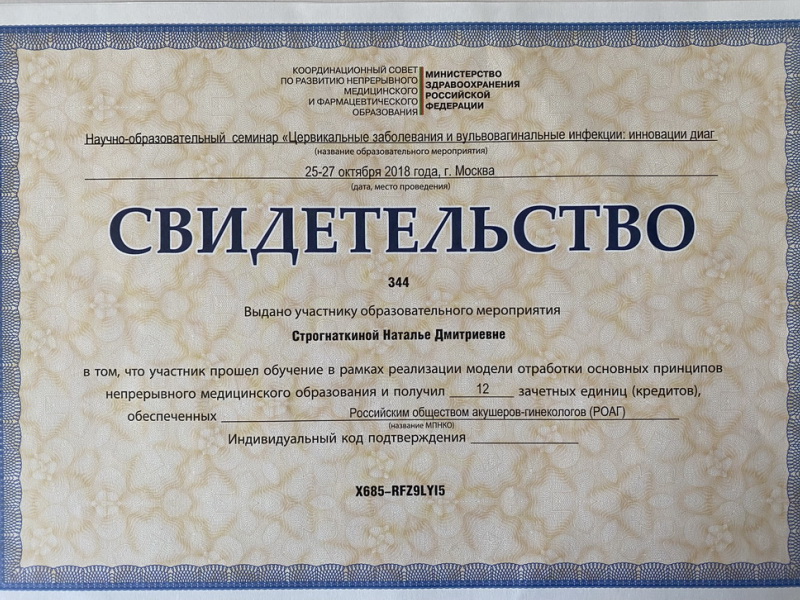 КООРДИНАЦИОННЫЙ СОВЕТ
ПО РАЗВИТИЮ НЕПРЕРЫВНОГО
МЕДИЦИНСКОГО
И ФАРМАЦЕВТИЧЕСКОГО
ОБРАЗОВАНИЯ
МИНИСТЕРСТВО
ЗДРАВООХРАНЕНИЯ
РОССИЙСКОЙ
ФЕДЕРАЦИИ
Научно-образовательный семинар «Цервикальные заболевания и вульвовагинальные инфекции: инновации диаг
(название образовательного мероприятия)
25-27 октября 2018 года, г. Москва
(дата, место проведения)
СВИДЕТЕЛЬСТВО
344
Выдано участнику образовательного мероприятия
Строгнаткиной Наталье Дмитриевне
в том, что участник прошел обучение в рамках реализации модели отработки основных принципов
непрерывного медицинского образования и получил 12 зачетных единиц (кредитов),
обеспеченных Российским обществом акушеров-гинекологов (РОАГ)
(название МПНКО)
Индивидуальный код подтверждения
X685-RFZ9LYI5